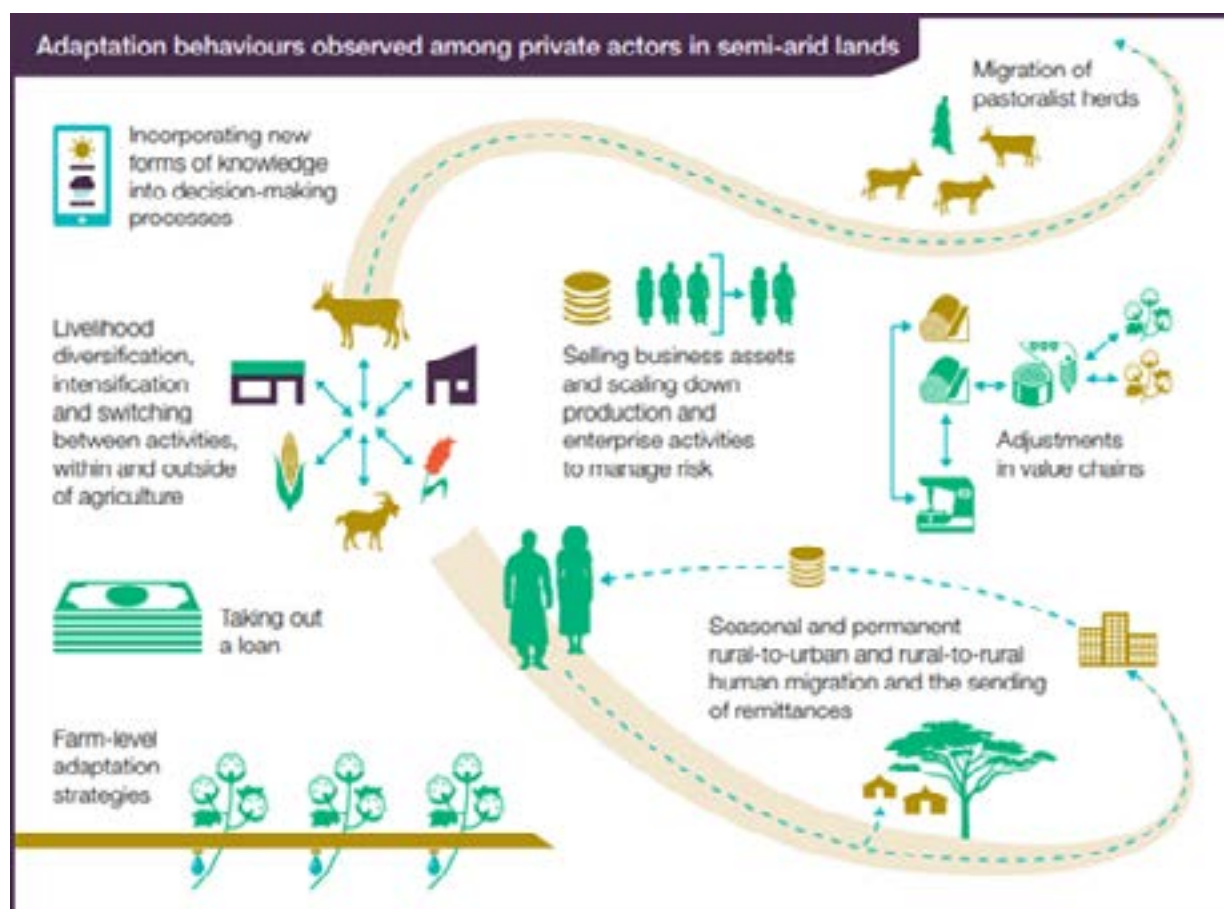 Adaptation behaviours observed among private actors in semi-arid lands
Migration of
pastoralist herds
Incorporating new
forms of knowledge
into decision-making
processes
Livelihood
diversification,
intensification
and switching
between activities,
within and outside
of agriculture
Selling business assets
and scaling down
production and
enterprise activities
to manage risk
Adjustments
in value chains
Taking out
a loan
Seasonal and permanent
rural-to-urban and rural-to-rural
human migration and the sending
of remittances
Farm-level
adaptation
strategies